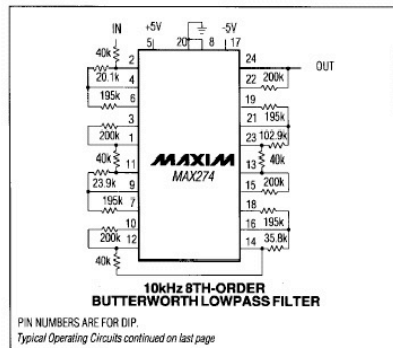 IN +5V -5V
5 20 8 17
40k 2 24 OUT
20.1k 4 22 200k
195k 6 19
3 21 195k
200k 1 23 102.9k
40k 11 13 40k
MAXIM
MAX274
23.9k 9 15 200k
195k 7 18
10 16 195k
200k 12 14 35.8k
40k
10kHz 8TH-ORDER
BUTTERWORTH LOWPASS FILTER
PIN NUMBERS ARE FOR DIP.
Typical Operating Circuits continued on last page